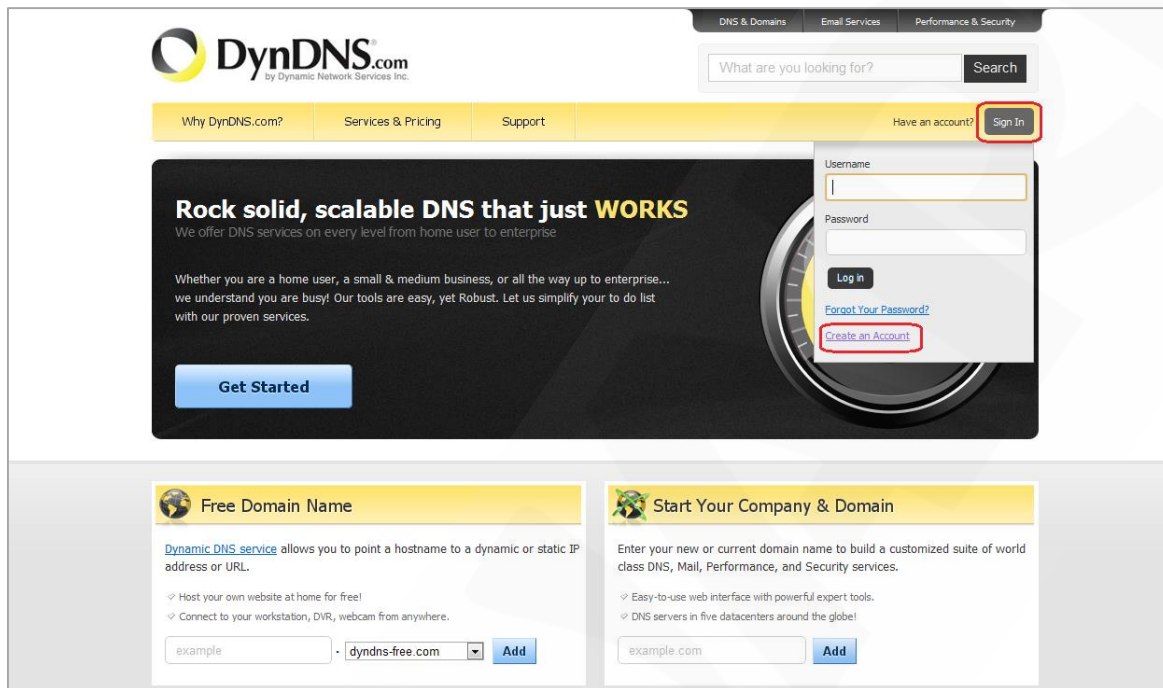 DNS & Domains Email Services Performance & Security
DynDNS.com
by Dynamic Network Services Inc.
What are you looking for? Search
Why DynDNS.com? Services & Pricing Support Have an account? Sign In
Username
Password
Log in
Forgot Your Password?
Create an Account
Rock solid, scalable DNS that just WORKS
We offer DNS services on every level from home user to enterprise
Whether you are a home user, a small & medium business, or all the way up to enterprise...
we understand you are busy! Our tools are easy, yet Robust. Let us simplify your to do list
with our proven services.
Get Started
Free Domain Name
Dynamic DNS service allows you to point a hostname to a dynamic or static IP
address or URL.
Host your own website at home for free!
Connect to your workstation, DVR, webcam from anywhere.
example . dyndns-free.com Add
Start Your Company & Domain
Enter your new or current domain name to build a customized suite of world
class DNS, Mail, Performance, and Security services.
Easy-to-use web interface with powerful expert tools.
DNS servers in five datacenters around the globe!
example.com Add